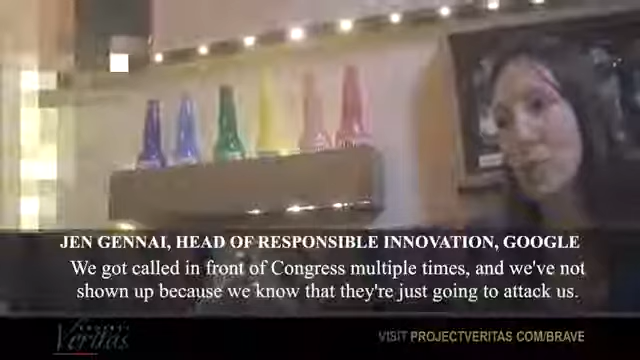 JEN GENNAI, HEAD OF RESPONSIBLE INNOVATION, GOOGLE
We got called in front of Congress multiple times, and we've not
shown up because we know that they're just going to attack us.
PROJECT
Veritas
VISIT PROJECTVERITAS.COM/BRAVE